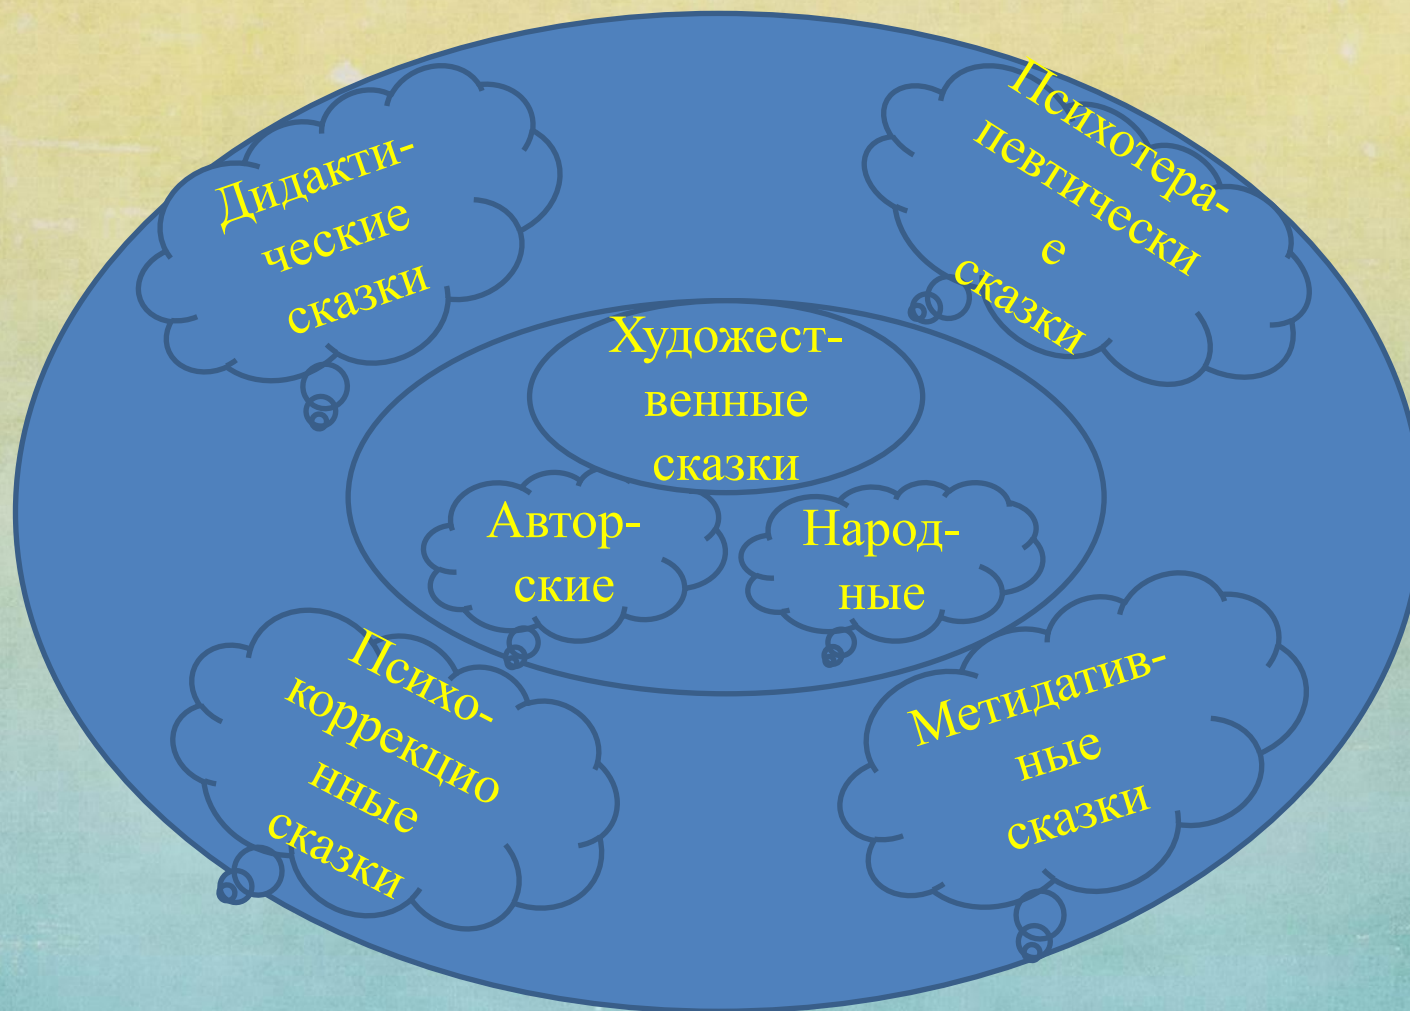 Дидакти-
ческие
сказки
Психотера-
певтически
е
сказки
Художест-
венные
сказки
Автор-
ские
Народ-
ные
Психо-
коррекцио
нные
сказки
Метидатив-
ные
сказки